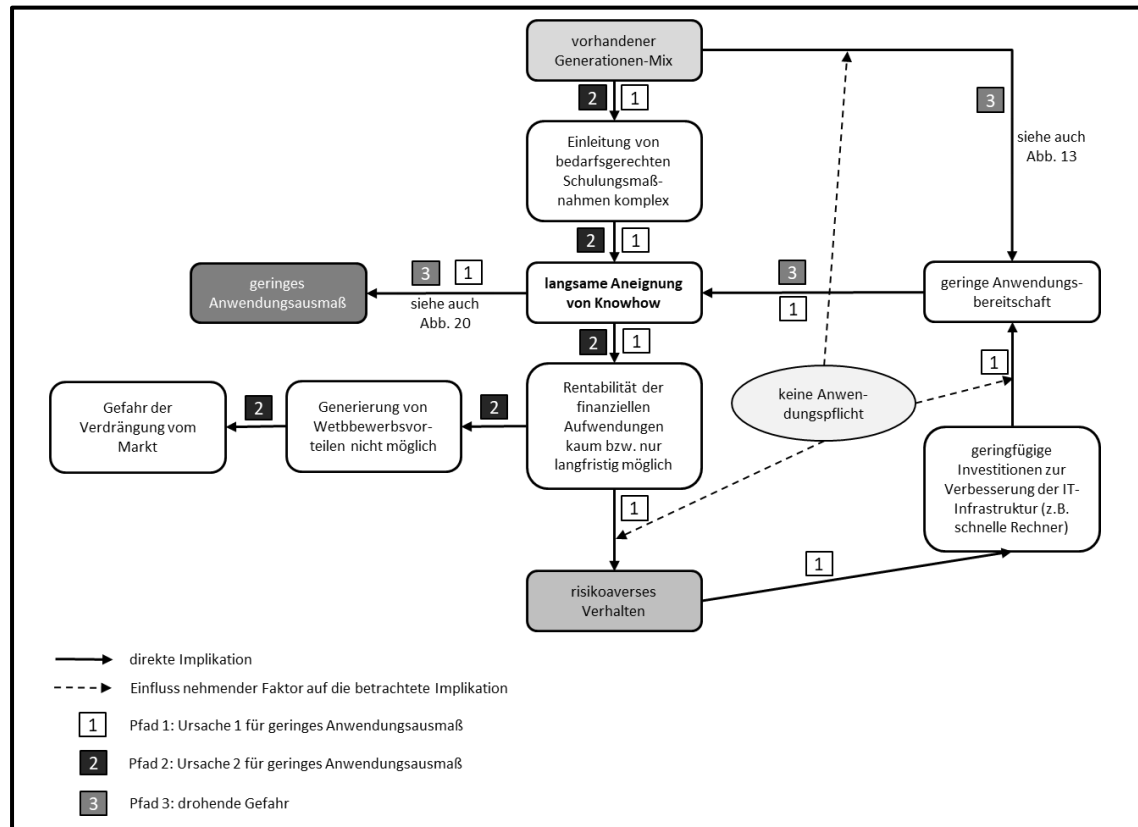 vorhandener
Generationen-Mix
2 1
3
Einleitung von
bedarfsgerechten
Schulungsmaß-
nahmen komplex
siehe auch
Abb. 13
2 1
geringes
Anwendungsausmaß
3 1
siehe auch
Abb. 20
langsame Aneignung
von Knowhow
3
1
geringe Anwendungs-
bereitschaft
2 1
1
Gefahr der
Verdrängung vom
Markt
2
Generierung von
Wetbbewerbsvor-
teilen nicht möglich
2
Rentabilität der
finanziellen
Aufwendungen
kaum bzw. nur
langfristig möglich
keine Anwen-
dungspflicht
geringfügige
Investitionen zur
Verbesserung der IT-
Infrastruktur (z.B.
schnelle Rechner)
1
1
risikoaverses
Verhalten
direkte Implikation
Einfluss nehmender Faktor auf die betrachtete Implikation
1 Pfad 1: Ursache 1 für geringes Anwendungsausmaß
2 Pfad 2: Ursache 2 für geringes Anwendungsausmaß
3 Pfad 3: drohende Gefahr